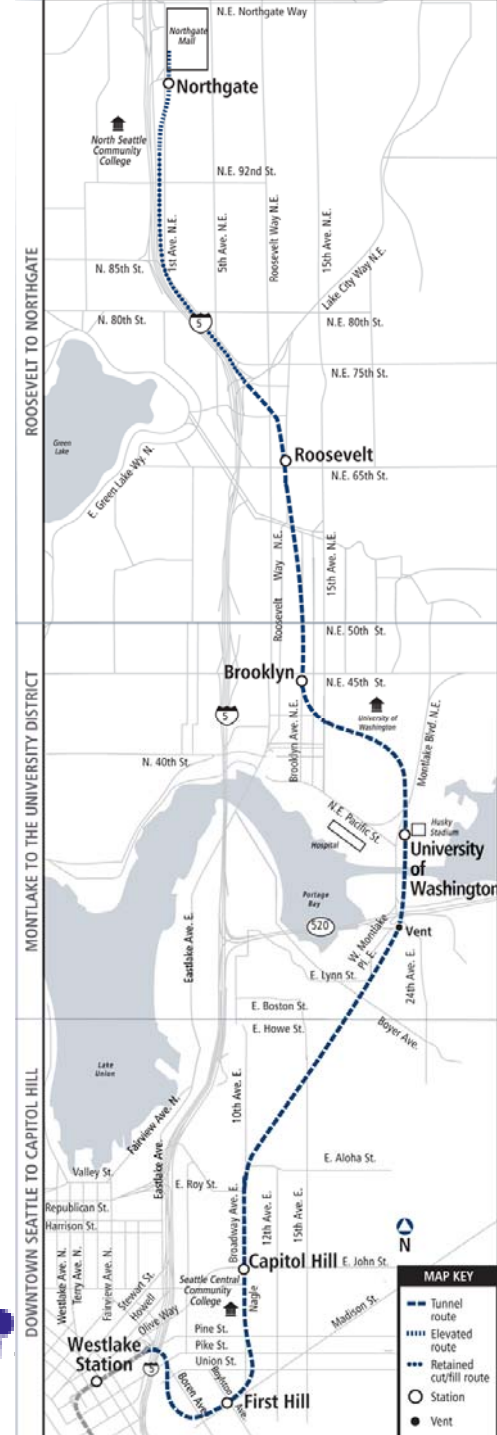 N.E. Northgate Way
Northgate
Mall
Northgate
North Seattle
Community
College
N.E. 92nd St.
1st Ave. N.E.
5th Ave. N.E.
Roosevelt Way N.E.
15th Ave. N.E.
Lake City Way N.E.
N. 85th St.
N. 80th St.
5
N.E. 80th St.
N.E. 75th St.
ROOSEVELT TO NORTHGATE
Green
Lake
E. Green Lake Wy. N.
Roosevelt
N.E. 65th St.
Roosevelt Way N.E.
15th Ave. N.E.
N.E. 50th St.
Brooklyn
N.E. 45th St.
University of
Washington
5
Brooklyn Ave. N.E.
Montlake Blvd. N.E.
N. 40th St.
N.E. Pacific St.
Hospital
Husky
Stadium
University
of
Washington
MONTLAKE TO THE UNIVERSITY DISTRICT
Portage
Bay
520
Vent
W. Montlake
Pl. E.
24th Ave. E.
Eastlake Ave. E.
E. Lynn St.
E. Boston St.
Boyer Ave.
E. Howe St.
Lake
Union
10th Ave. E.
Fairview Ave. N.
Eastlake Ave.
E. Aloha St.
Valley St.
E. Roy St.
Republican St.
Harrison St.
Broadway Ave. E.
12th Ave. E.
15th Ave. E.
N
DOWNTOWN SEATTLE TO CAPITOL HILL
Capitol Hill
E. John St.
Westlake Ave. N.
Terry Ave. N.
Fairview Ave. N.
Stewart St.
Howell
Olive Way
Seattle Central
Community
College
Nagle
Madison St.
Pine St.
Pike St.
Union St.
Westlake
Station
5
Boren Ave.
Boylston
Ave.
First Hill
MAP KEY
Tunnel
route
Elevated
route
Retained
cut/fill route
Station
Vent